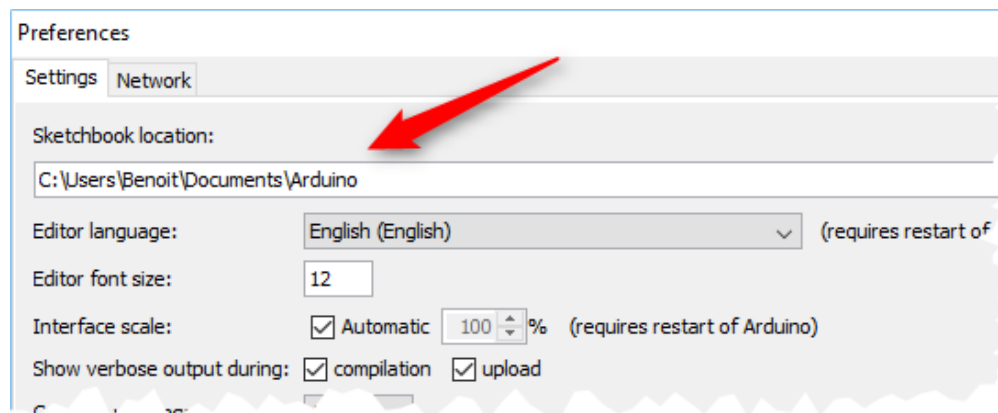 Preferences
Settings Network
Sketchbook location:
C:\Users\Benoit\Documents\Arduino
Editor language: English (English) (requires restart of
Editor font size: 12
Interface scale: Automatic 100 % (requires restart of Arduino)
Show verbose output during: compilation upload